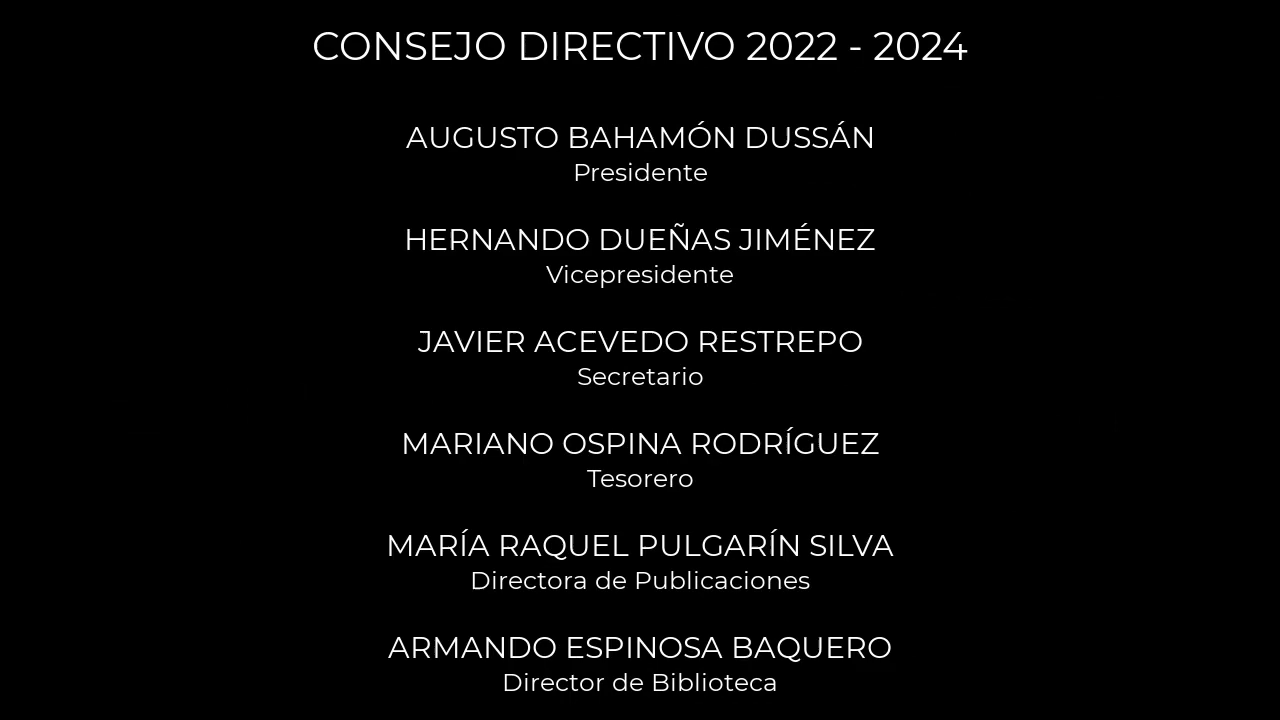 CONSEJO DIRECTIVO 2022 - 2024
AUGUSTO BAHAMÓN DUSSÁN
Presidente
HERNANDO DUEÑAS JIMÉNEZ
Vicepresidente
JAVIER ACEVEDO RESTREPO
Secretario
MARIANO OSPINA RODRÍGUEZ
Tesorero
MARÍA RAQUEL PULGARÍN SILVA
Directora de Publicaciones
ARMANDO ESPINOSA BAQUERO
Director de Biblioteca